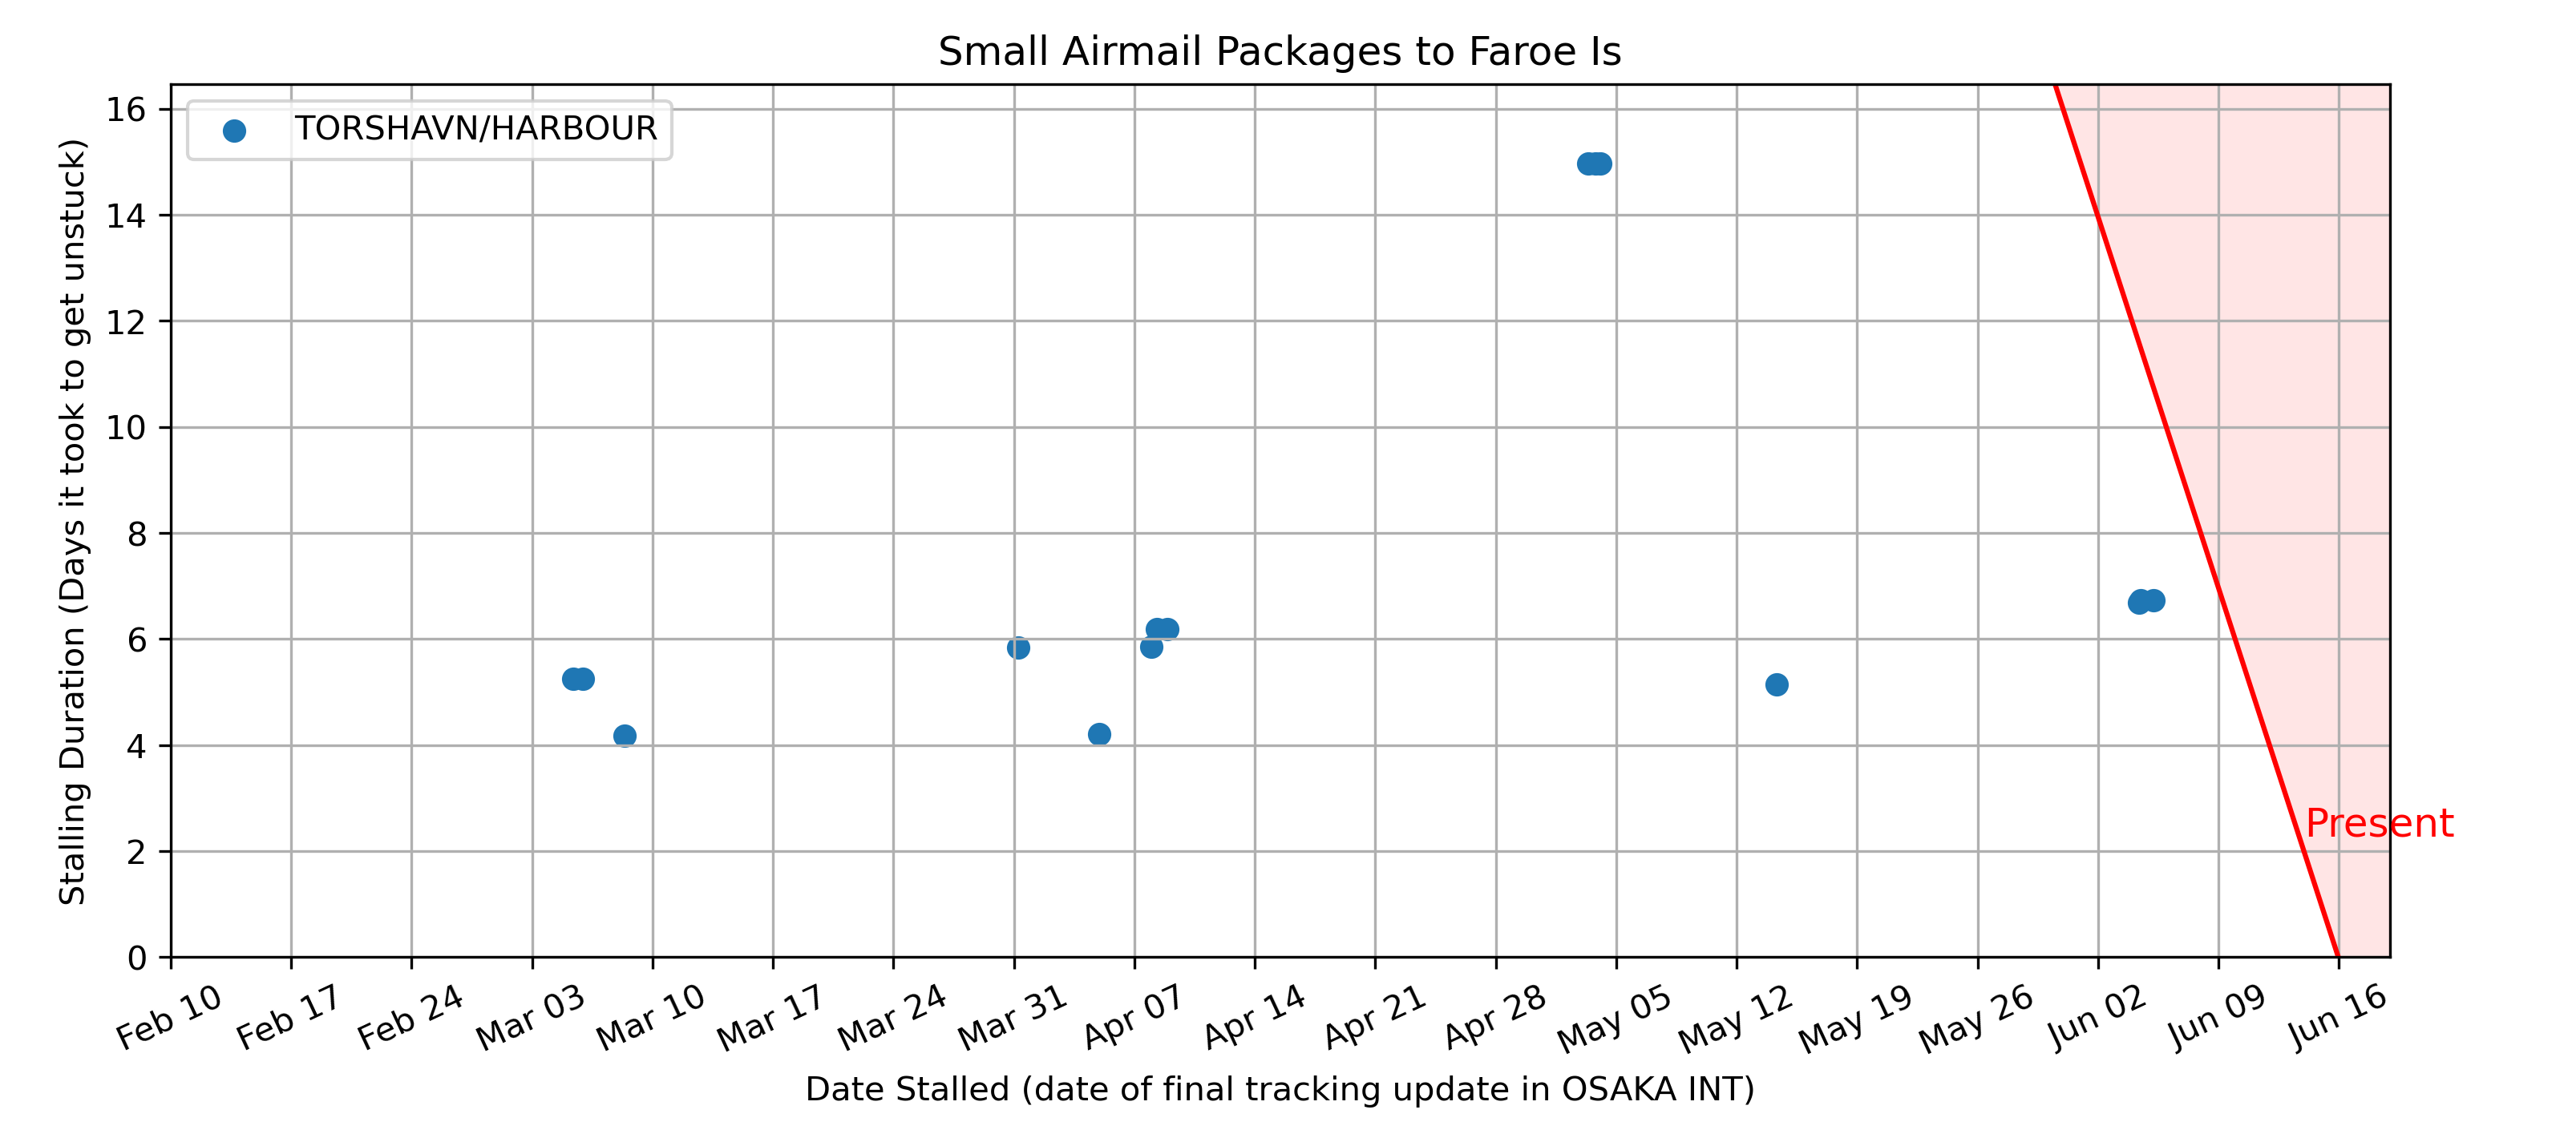 Small Airmail Packages to Faroe Is
TORSHAVN/HARBOUR
Stalling Duration (Days it took to get unstuck)
16
14
12
10
8
6
4
2
0
Present
Feb 10
Feb 17
Feb 24
Mar 03
Mar 10
Mar 17
Mar 24
Mar 31
Apr 07
Apr 14
Apr 21
Apr 28
May 05
May 12
May 19
May 26
Jun 02
Jun 09
Jun 16
Date Stalled (date of final tracking update in OSAKA INT)